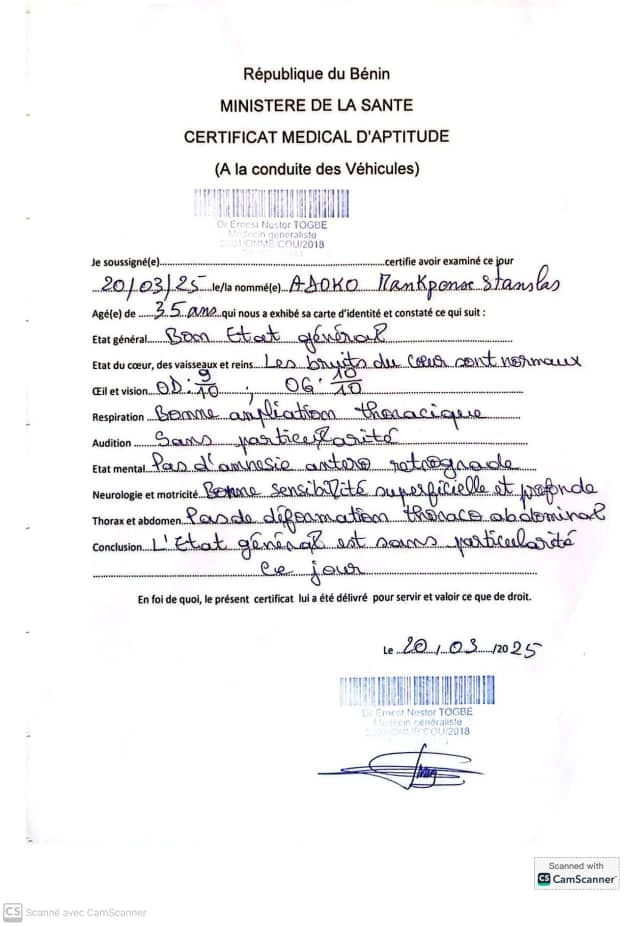 République du Bénin
MINISTERE DE LA SANTE
CERTIFICAT MEDICAL D'APTITUDE
(A la conduite des Véhicules)
Dr Ernest Nestor TOGBE
Médecin généraliste
ONMB COU/2018
Je soussigné(e)..........certifie avoir examiné ce jour
20/03/25 le/la nommé(e) ADOKO Mankponse Stanslas
Agé(e) de 35 ans qui nous a exhibé sa carte d'identité et constaté ce qui suit :
Etat général Bon Etat général
Etat du cœur, des vaisseaux et reins Les bruits du cœur sont normaux
Œil et vision OD: 9/10 ; OG: 10/10
Respiration Bonne ampliation thoracique
Audition Sans particularité
Etat mental Pas d'amnesie antero retrograde
Neurologie et motricité Bonne sensibilité superficielle et profonde
Thorax et abdomen Pas de déformation thoraco abdominal
Conclusion L'Etat général est sans particularité
ce jour
En foi de quoi, le présent certificat lui a été délivré pour servir et valoir ce que de droit.
Le 20/03/2025
Dr Ernest Nestor TOGBE
Médecin généraliste
COU/2018
Scanned with
CS CamScanner
CS Scanné avec CamScanner